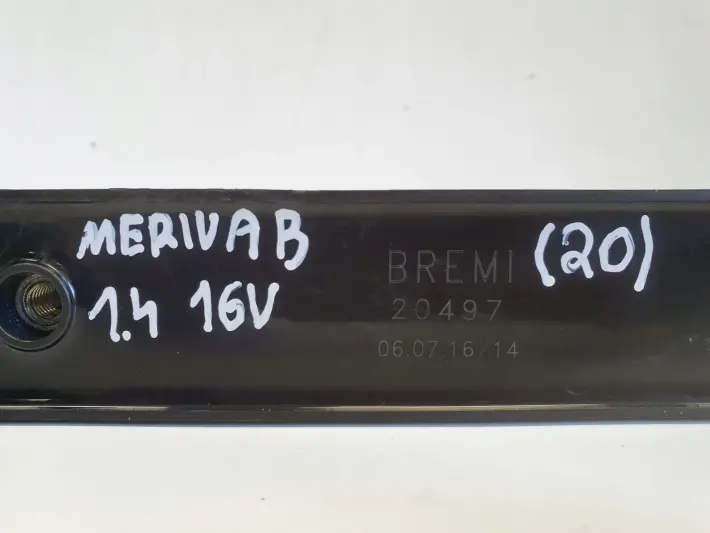 MERIVA B
1.4 16V
BREMI
20497
06.07.16/14
(20)